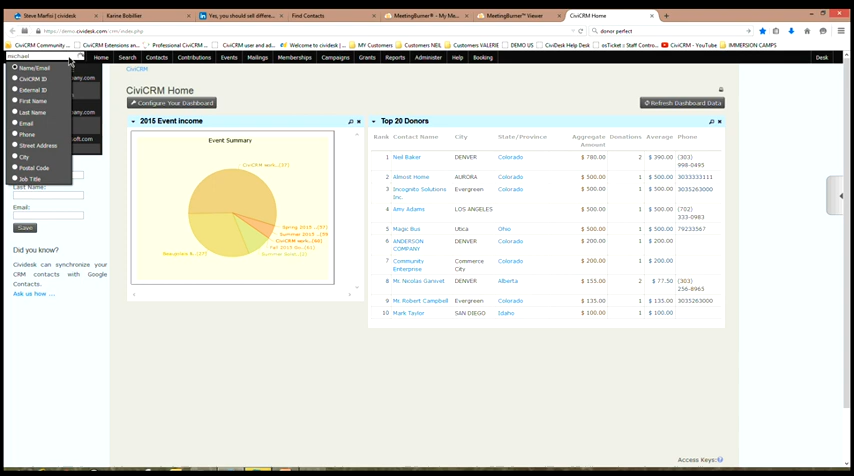 Steve Marfisi | cividesk
Karine Bobillier
Yes, you should sell differe...
Find Contacts
MeetingBurner® - My Me...
MeetingBurner™ Viewer
CiviCRM Home
https://demo.cividesk.com/crm/index.php
donor perfect
CiviCRM Community ...
CiviCRM Extensions an...
CiviCRM user and ad...
MY Customers
Customers NEIL
Customers VALERIE
DEMO US
CiviDesk Help Desk
osTicket :: Staff Control...
CiviCRM - YouTube
IMMERSION CAMPS
michael
Home Search Contacts Contributions Events Mailings Memberships Campaigns Grants Reports Administer Help Booking Desk
Name/Email
CiviCRM ID
External ID
First Name
Last Name
Email
Phone
Street Address
City
Postal Code
Job Title
Last Name:
Email:
Save
Did you know?
Cividesk can synchronize your
CRM contacts with Google
Contacts.
Ask us how ...
CiviCRM
CiviCRM Home
Configure Your Dashboard
Refresh Dashboard Data
2015 Event income
Event Summary
CiviCRM work..
Top 20 Donors
Rank Contact Name City State/Province Aggregate Amount Donations Average Phone
1 Neil Baker DENVER Colorado $ 780.00 2 $ 390.00 (303) 998-0495
2 Almost Home AURORA Colorado $ 500.00 1 $ 500.00 3033333111
3 Incognito Solutions Inc. Evergreen Colorado $ 500.00 1 $ 500.00 3035263000
4 Amy Adams LOS ANGELES $ 500.00 1 $ 500.00 (702) 333-0983
5 Magic Bus Utica Ohio $ 500.00 1 $ 500.00 79233567
6 ANDERSON COMPANY DENVER Colorado $ 200.00 1 $ 200.00
7 Community Enterprise Commerce City Colorado $ 200.00 1 $ 200.00
8 Mr. Nicolas Ganivet DENVER Alberta $ 155.00 2 $ 77.50 (303) 256-8965
9 Mr. Robert Campbell Evergreen Colorado $ 135.00 1 $ 135.00 3035263000
10 Mark Taylor SAN DIEGO Idaho $ 100.00 1 $ 100.00
Access Keys: